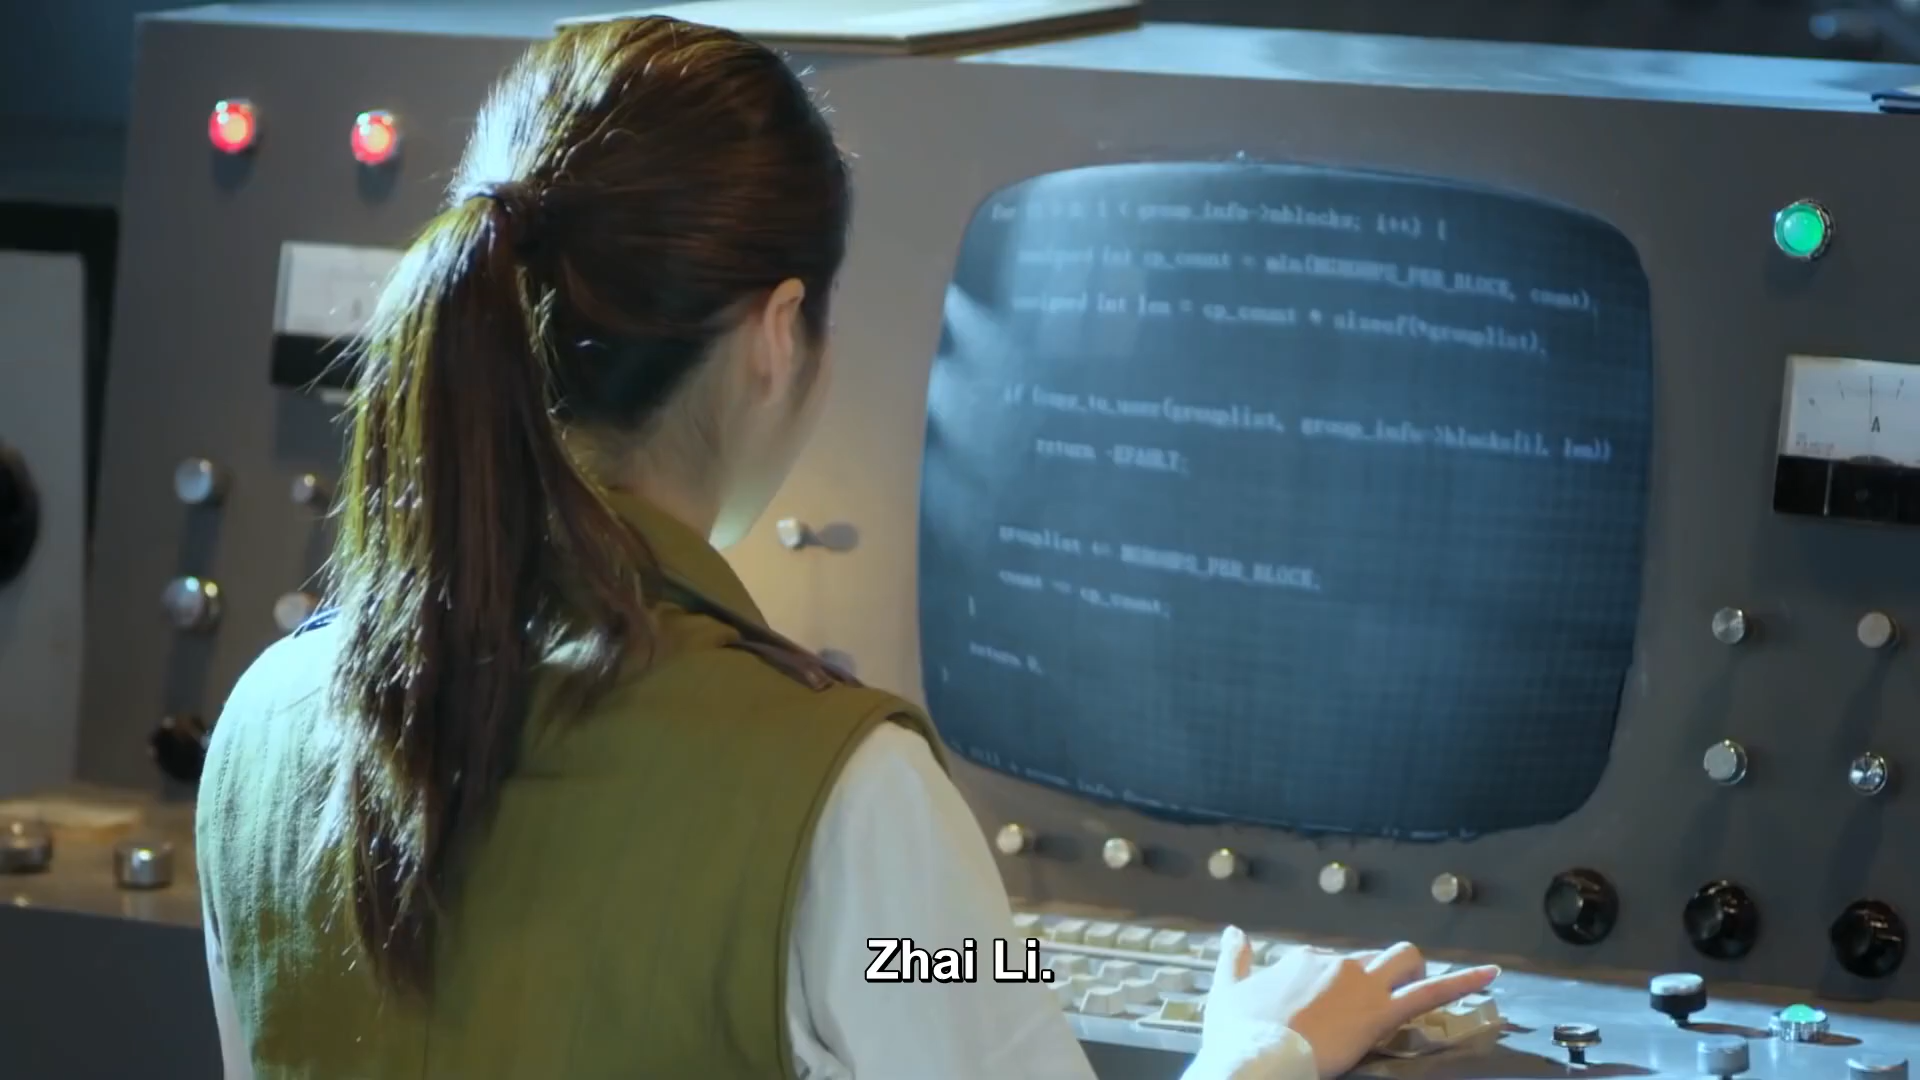 for i < group_info->nblocks; i++) {
unsigned int cp_count = min(NGROUPS_PER_BLOCK, count);
unsigned int len = cp_count * sizeof(*grouplist);
if (copy_to_user(grouplist, group_info->blocks[i], len))
return -EFAULT;
grouplist += NGROUPS_PER_BLOCK;
count -= cp_count;
}
return 0;
}
A
Zhai Li.